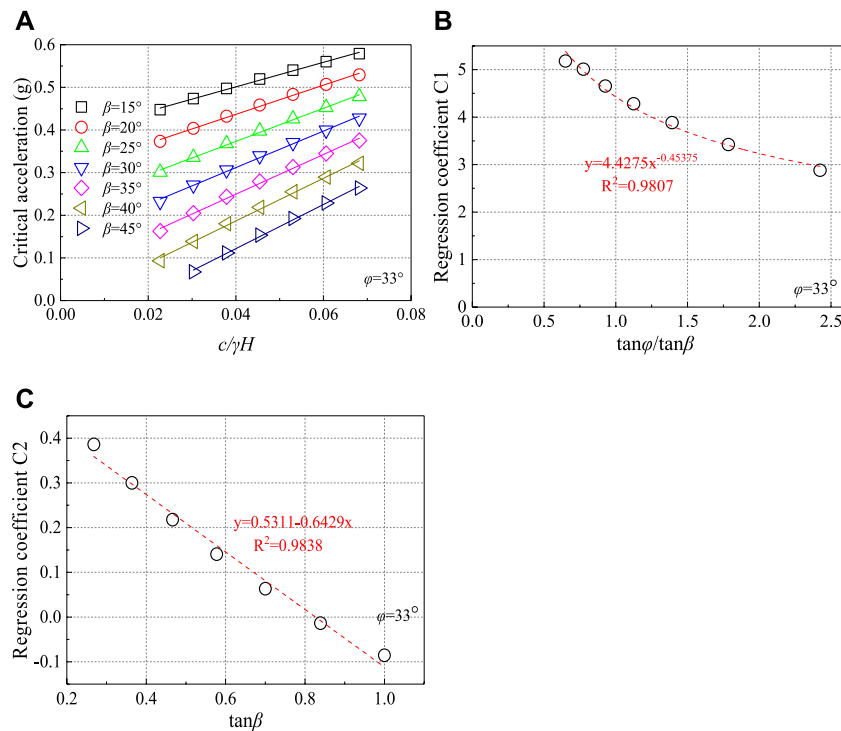 A
Critical acceleration (g)
0.6
0.5
0.4
0.3
0.2
0.1
0.0
β=15°
β=20°
β=25°
β=30°
β=35°
β=40°
β=45°
φ=33°
0.00
0.02
0.04
0.06
0.08
c/γH
B
Regression coefficient C1
5
4
3
2
1
0
y=4.4275x^-0.45375
R²=0.9807
φ=33°
0.0
0.5
1.0
1.5
2.0
2.5
tanφ/tanβ
C
Regression coefficient C2
0.4
0.3
0.2
0.1
0.0
-0.1
y=0.5311-0.6429x
R²=0.9838
φ=33°
0.2
0.4
0.6
0.8
1.0
tanβ